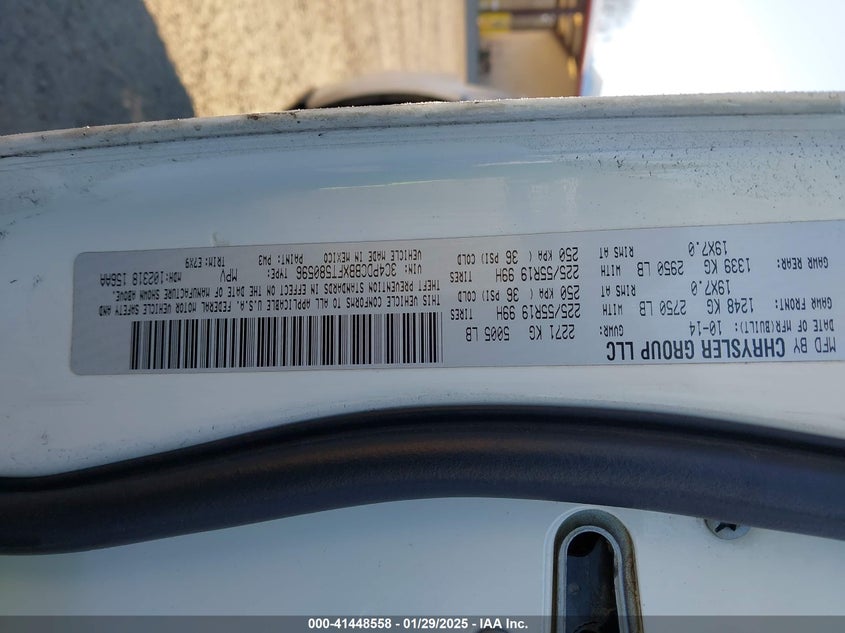 MFD BY CHRYSLER GROUP LLC
DATE OF MFR(BUILT): 10-14 GVWR: 2271 KG 5005 LB
GAWR FRONT: 1248 KG 2750 LB WITH TIRES 225/55R19 99H
RIMS AT 19X7.0 250 KPA ( 36 PSI) COLD
GAWR REAR: 1339 KG 2950 LB WITH TIRES 225/55R19 99H
RIMS AT 19X7.0 250 KPA ( 36 PSI) COLD
THIS VEHICLE CONFORMS TO ALL APPLICABLE U.S.A. FEDERAL MOTOR VEHICLE SAFETY AND
THEFT PREVENTION STANDARDS IN EFFECT ON THE DATE OF MANUFACTURE SHOWN ABOVE.
VIN: 3C4PDCBBXFT580596 TYPE: MPV MDH: 102318 156AA
VEHICLE MADE IN MEXICO PAINT: PW3 TRIM: E7X9
000-41448558 - 01/29/2025 - IAA Inc.